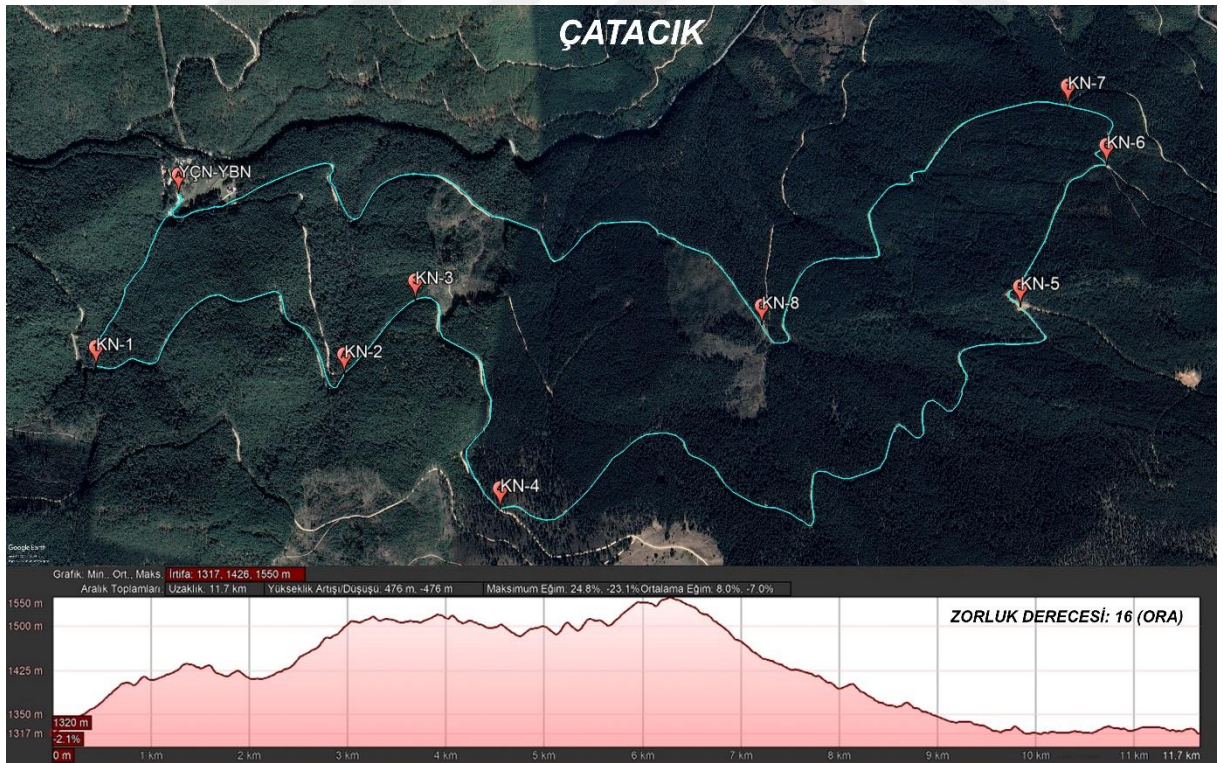 ÇATACIK
KN-7
KN-6
YÇN-YBN
KN-3
KN-5
KN-8
KN-1
KN-2
KN-4
Google Earth
Grafik: Min., Ort., Maks. İrtifa: 1317, 1426, 1550 m
Aralık Toplamları: Uzaklık: 11.7 km Yükseklik Artışı/Düşüşü: 476 m, -476 m Maksimum Eğim: 24.8%, -23.1% Ortalama Eğim: 8.0%, -7.0%
ZORLUK DERECESİ: 16 (ORA)
1550 m
1500 m
1425 m
1350 m
1317 m
1320 m
-2.1%
0 m 1 km 2 km 3 km 4 km 5 km 6 km 7 km 8 km 9 km 10 km 11 km 11,7 km